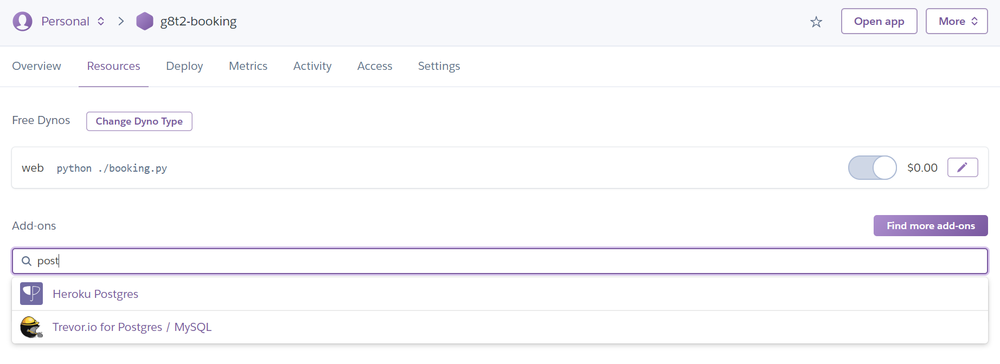 Personal g8t2-booking Open app More
Overview Resources Deploy Metrics Activity Access Settings
Free Dynos Change Dyno Type
web python ./booking.py $0.00
Add-ons Find more add-ons
post
Heroku Postgres
Trevor.io for Postgres / MySQL